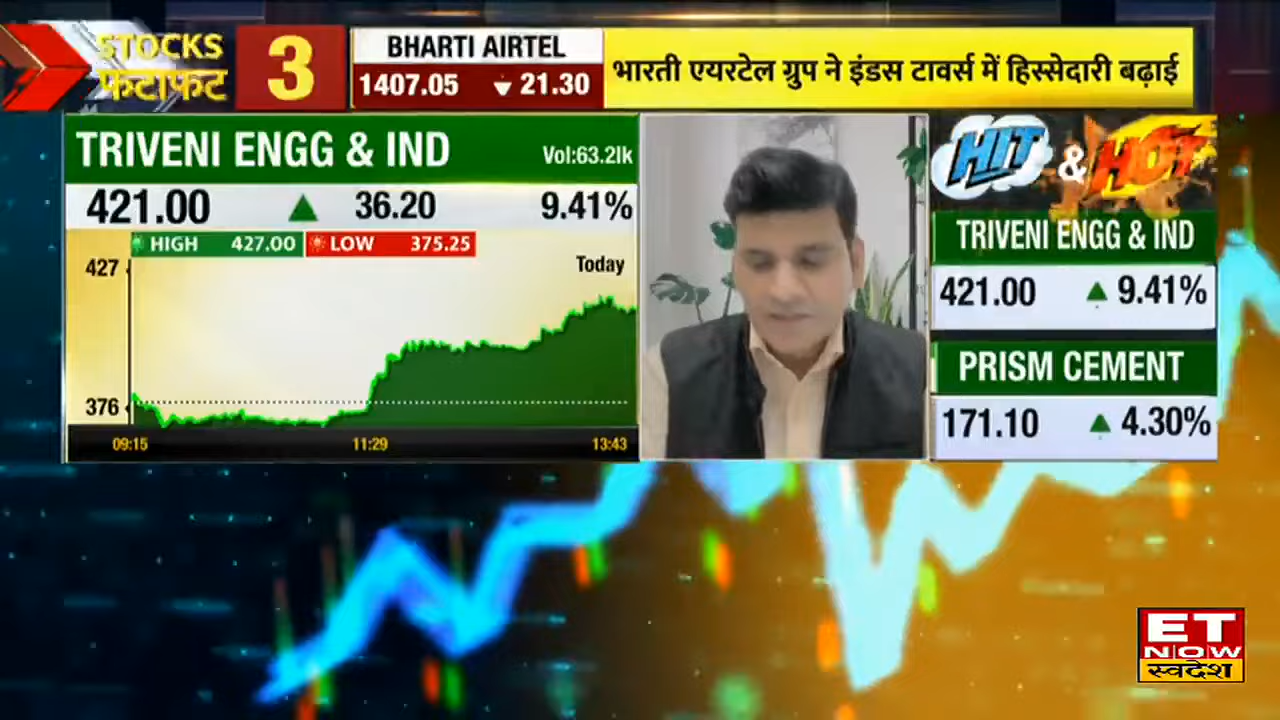 STOCKS
फटाफट
3
BHARTI AIRTEL
1407.05 ▼ 21.30
भारती एयरटेल ग्रुप ने इंडस टावर्स में हिस्सेदारी बढ़ाई
TRIVENI ENGG & IND Vol:63.2lk
421.00 ▲ 36.20 9.41%
HIGH 427.00 LOW 375.25
427 Today
376
09:15 11:29 13:43
HIT & HOT
TRIVENI ENGG & IND
421.00 ▲ 9.41%
PRISM CEMENT
171.10 ▲ 4.30%
ET
NOW
स्वदेश